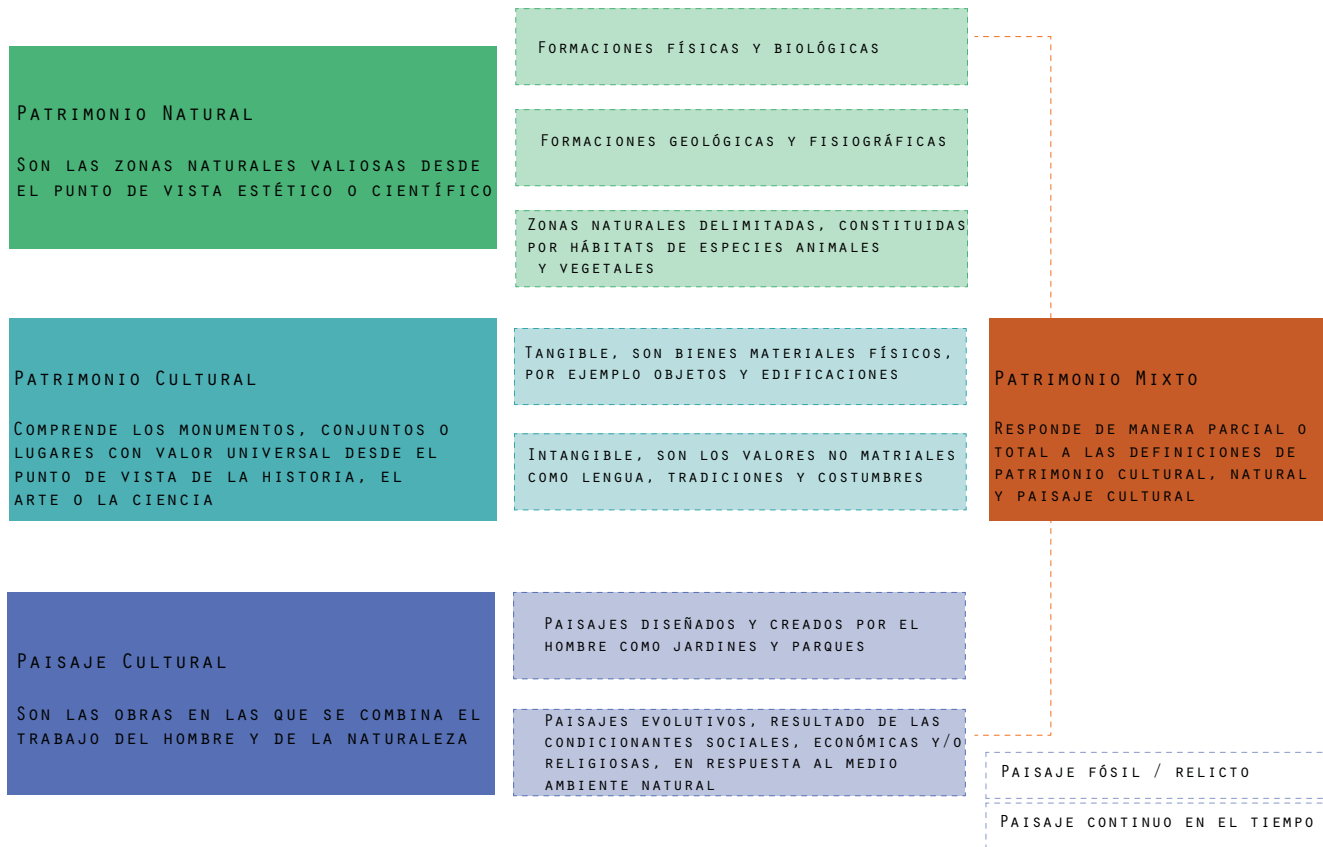 Patrimonio Natural
Son las zonas naturales valiosas desde
el punto de vista estético o científico
Formaciones físicas y biológicas
Formaciones geológicas y fisiográficas
Zonas naturales delimitadas, constituidas
por hábitats de especies animales
y vegetales
Patrimonio Cultural
Comprende los monumentos, conjuntos o
lugares con valor universal desde el
punto de vista de la historia, el
arte o la ciencia
Tangible, son bienes materiales físicos,
por ejemplo objetos y edificaciones
Intangible, son los valores no matriales
como lengua, tradiciones y costumbres
Patrimonio Mixto
Responde de manera parcial o
total a las definiciones de
patrimonio cultural, natural
y paisaje cultural
Paisaje Cultural
Son las obras en las que se combina el
trabajo del hombre y de la naturaleza
Paisajes diseñados y creados por el
hombre como jardines y parques
Paisajes evolutivos, resultado de las
condicionantes sociales, económicas y/o
religiosas, en respuesta al medio
ambiente natural
Paisaje fósil / relicto
Paisaje continuo en el tiempo